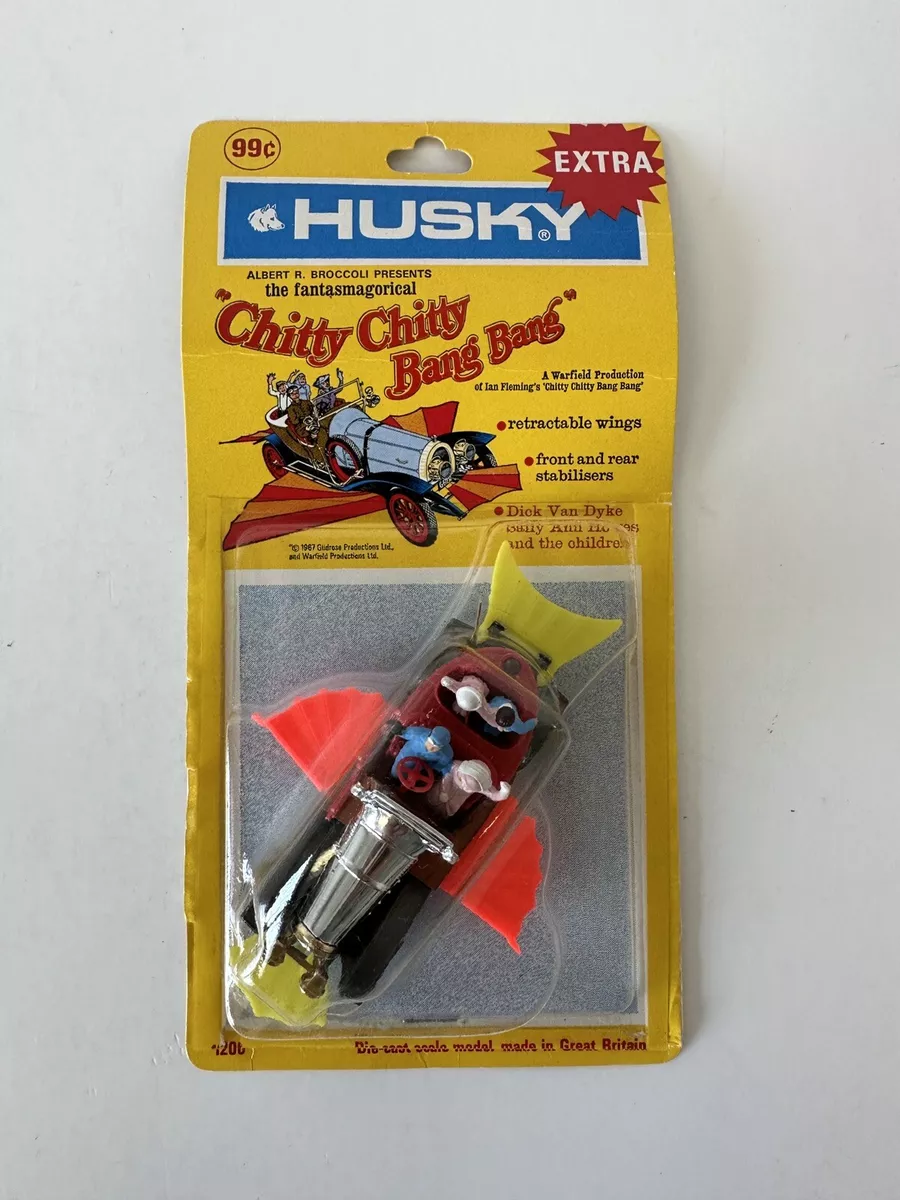 99¢
EXTRA
HUSKY®
ALBERT R. BROCCOLI PRESENTS
the fantasmagorical
"Chitty Chitty
Bang Bang"
A Warfield Production
of Ian Fleming's 'Chitty Chitty Bang Bang'
• retractable wings
• front and rear
stabilisers
• Dick Van Dyke
Sally Ann
and the children
"© 1967 Glidrose Productions Ltd.,
and Warfield Productions Ltd.
Die-cast scale model, made in Great Britain